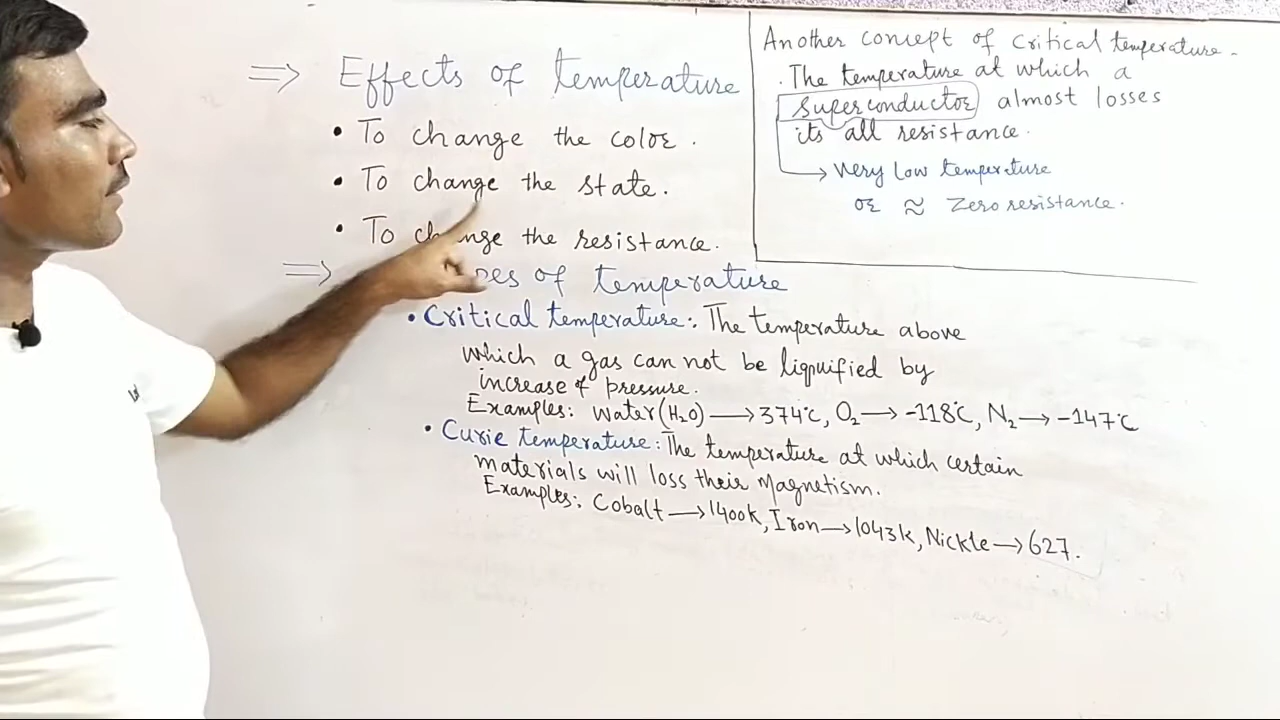 ⇒ Effects of temperature
• To change the color.
• To change the state.
• To change the resistance.
⇒ pes of temperature
• Critical temperature: The temperature above
which a gas can not be liquified by
increase of pressure.
Examples: Water (H₂O) → 374°C, O₂ → -118°C, N₂ → -147°C
• Curie temperature: The temperature at which certain
materials will loss their magnetism.
Examples: Cobalt → 1400K, Iron → 1043K, Nickle → 627.
Another concept of critical temperature.
. The temperature at which a
superconductor almost losses
its all resistance.
→ Very low temperature
or ≈ Zero resistance.